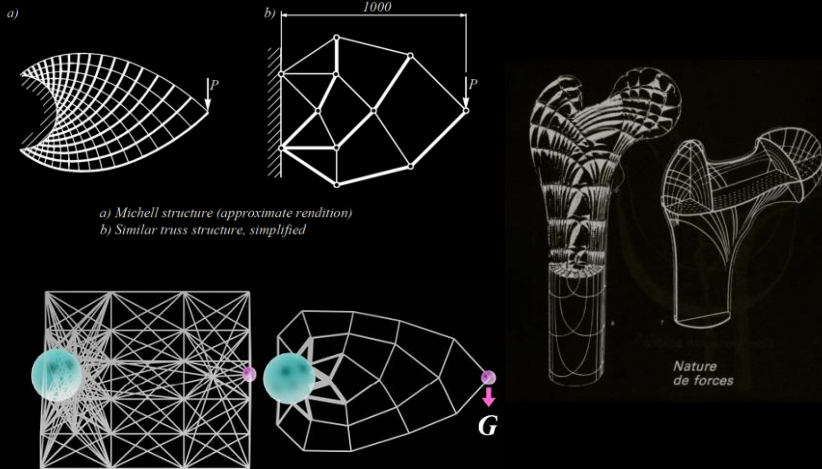 a)
b)
1000
P
P
a) Michell structure (approximate rendition)
b) Similar truss structure, simplified
G
Nature
de forces